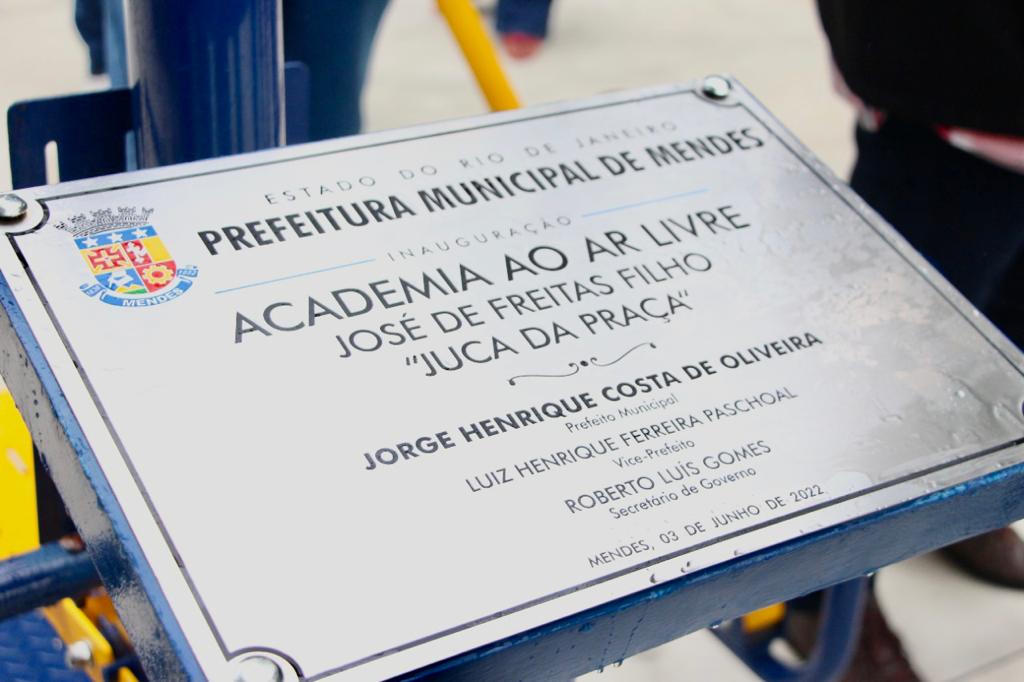 ESTADO DO RIO DE JANEIRO
PREFEITURA MUNICIPAL DE MENDES
INAUGURAÇÃO
ACADEMIA AO AR LIVRE
JOSÉ DE FREITAS FILHO
"JUCA DA PRAÇA"
JORGE HENRIQUE COSTA DE OLIVEIRA
Prefeito Municipal
LUIZ HENRIQUE FERREIRA PASCHOAL
Vice-Prefeito
ROBERTO LUÍS GOMES
Secretário de Governo
MENDES, 03 DE JUNHO DE 2022
MENDES